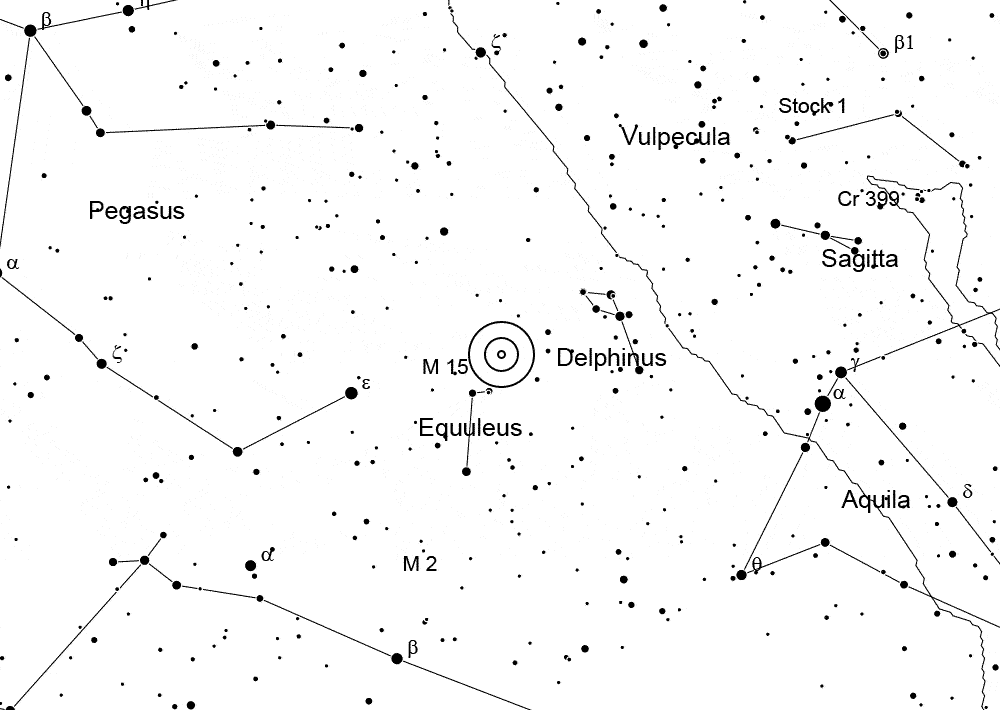 β
η
ζ
β1
Stock 1
Vulpecula
Cr 399
Pegasus
Sagitta
α
ζ
M 15
Delphinus
γ
ε
α
Equuleus
δ
Aquila
α
M 2
θ
β